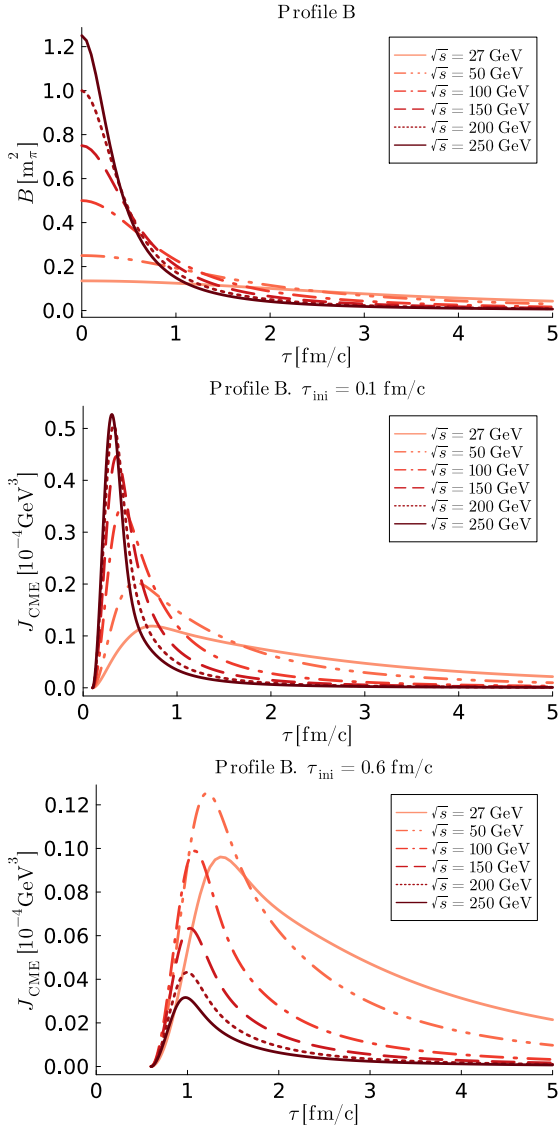 Profile B
B [m_π^2]
1.2
1.0
0.8
0.6
0.4
0.2
0.0
√s = 27 GeV
√s = 50 GeV
√s = 100 GeV
√s = 150 GeV
√s = 200 GeV
√s = 250 GeV
0 1 2 3 4 5
τ [fm/c]
Profile B. τ_ini = 0.1 fm/c
J_CME [10^-4 GeV^3]
0.5
0.4
0.3
0.2
0.1
0.0
√s = 27 GeV
√s = 50 GeV
√s = 100 GeV
√s = 150 GeV
√s = 200 GeV
√s = 250 GeV
0 1 2 3 4 5
τ [fm/c]
Profile B. τ_ini = 0.6 fm/c
J_CME [10^-4 GeV^3]
0.12
0.10
0.08
0.06
0.04
0.02
0.00
√s = 27 GeV
√s = 50 GeV
√s = 100 GeV
√s = 150 GeV
√s = 200 GeV
√s = 250 GeV
0 1 2 3 4 5
τ [fm/c]